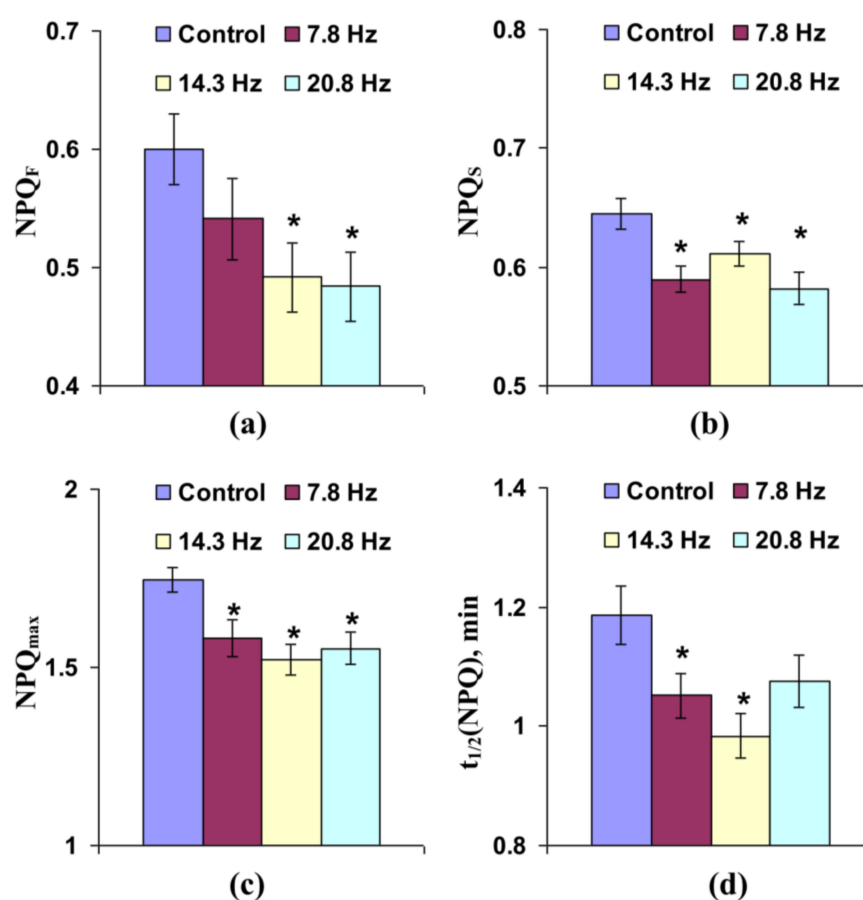 0.7
0.6
0.5
0.4
NPQF
Control 7.8 Hz
14.3 Hz 20.8 Hz
*
*
(a)
0.8
0.7
0.6
0.5
NPQS
Control 7.8 Hz
14.3 Hz 20.8 Hz
*
*
*
(b)
2
1.5
1
NPQmax
Control 7.8 Hz
14.3 Hz 20.8 Hz
*
*
*
(c)
1.4
1.2
1
0.8
t1/2(NPQ), min
Control 7.8 Hz
14.3 Hz 20.8 Hz
*
*
(d)